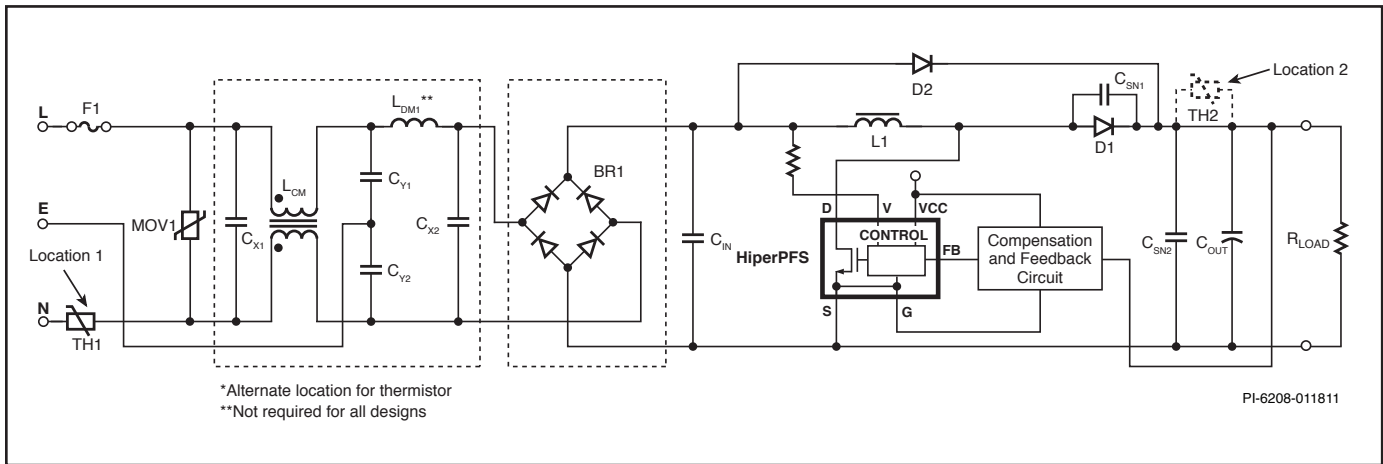 Location 2
D2
C_SN1
TH2
L
F1
L_DM1**
L1
D1
BR1
C_Y1
L_CM
E
MOV1
C_X1
C_X2
D
V
VCC
C_IN
CONTROL
HiperPFS
FB
Compensation
and Feedback
Circuit
C_SN2
C_OUT
R_LOAD
Location 1
C_Y2
N
TH1
S
G
*Alternate location for thermistor
**Not required for all designs
PI-6208-011811